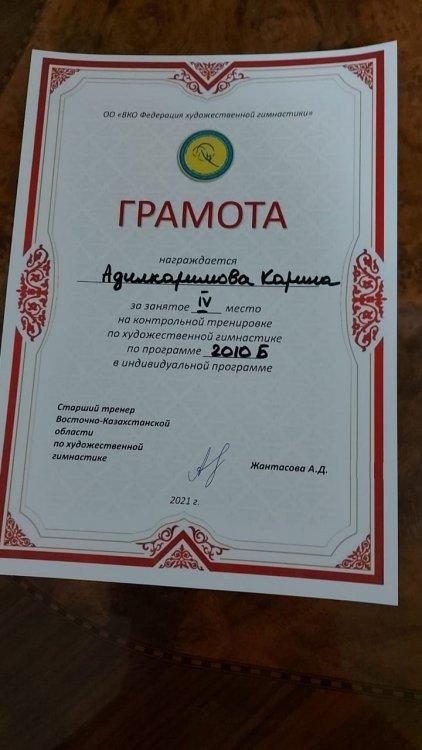 ОО «ВКО Федерация художественной гимнастики»
ГРАМОТА
награждается
Адилкаримова Карина
за занятое IV место
на контрольной тренировке
по художественной гимнастике
по программе 2010 Б
в индивидуальной программе
Старший тренер
Восточно-Казахстанской
области
по художественной
гимнастике
Жантасова А.Д.
2021 г.